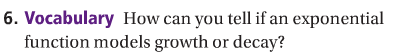 6. Vocabulary How can you tell if an exponential
function models growth or decay?